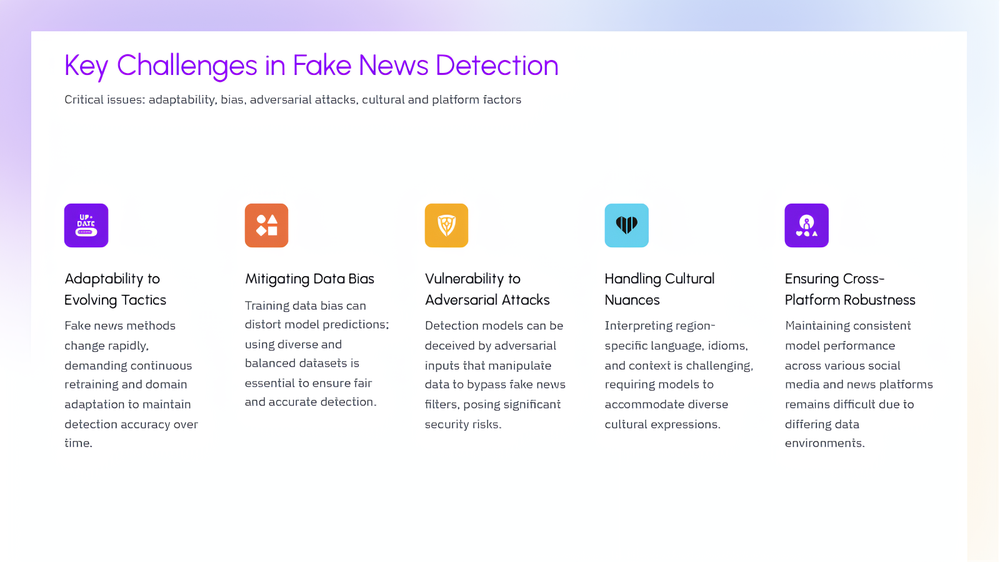 Key Challenges in Fake News Detection
Critical issues: adaptability, bias, adversarial attacks, cultural and platform factors
UP-
DATE
Adaptability to
Evolving Tactics
Fake news methods
change rapidly,
demanding continuous
retraining and domain
adaptation to maintain
detection accuracy over
time.
Mitigating Data Bias
Training data bias can
distort model predictions;
using diverse and
balanced datasets is
essential to ensure fair
and accurate detection.
Vulnerability to
Adversarial Attacks
Detection models can be
deceived by adversarial
inputs that manipulate
data to bypass fake news
filters, posing significant
security risks.
Handling Cultural
Nuances
Interpreting region-
specific language, idioms,
and context is challenging,
requiring models to
accommodate diverse
cultural expressions.
Ensuring Cross-
Platform Robustness
Maintaining consistent
model performance
across various social
media and news platforms
remains difficult due to
differing data
environments.